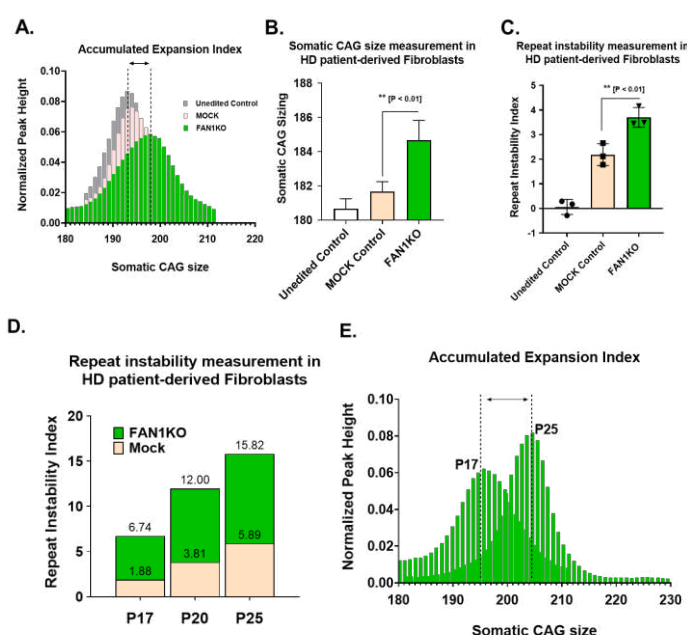 A.
Accumulated Expansion Index
Normalized Peak Height
0.10
0.08
0.06
0.04
0.02
0.00
Unedited Control
MOCK
FAN1KO
180 190 200 210 220
Somatic CAG size
B.
Somatic CAG size measurement in
HD patient-derived Fibroblasts
Somatic CAG Sizing
188
186
184
182
180
** [P < 0.01]
Unedited Control
MOCK Control
FAN1KO
C.
Repeat instability measurement in
HD patient-derived Fibroblasts
Repeat Instability Index
5
4
3
2
1
0
-1
** [P < 0.01]
Unedited Control
MOCK Control
FAN1KO
D.
Repeat instability measurement in
HD patient-derived Fibroblasts
Repeat Instability Index
20
15
10
5
0
FAN1KO
Mock
6.74
12.00
15.82
1.88
3.81
5.89
P17 P20 P25
E.
Accumulated Expansion Index
Normalized Peak Height
0.10
0.08
0.06
0.04
0.02
0.00
P17
P25
180 190 200 210 220 230
Somatic CAG size